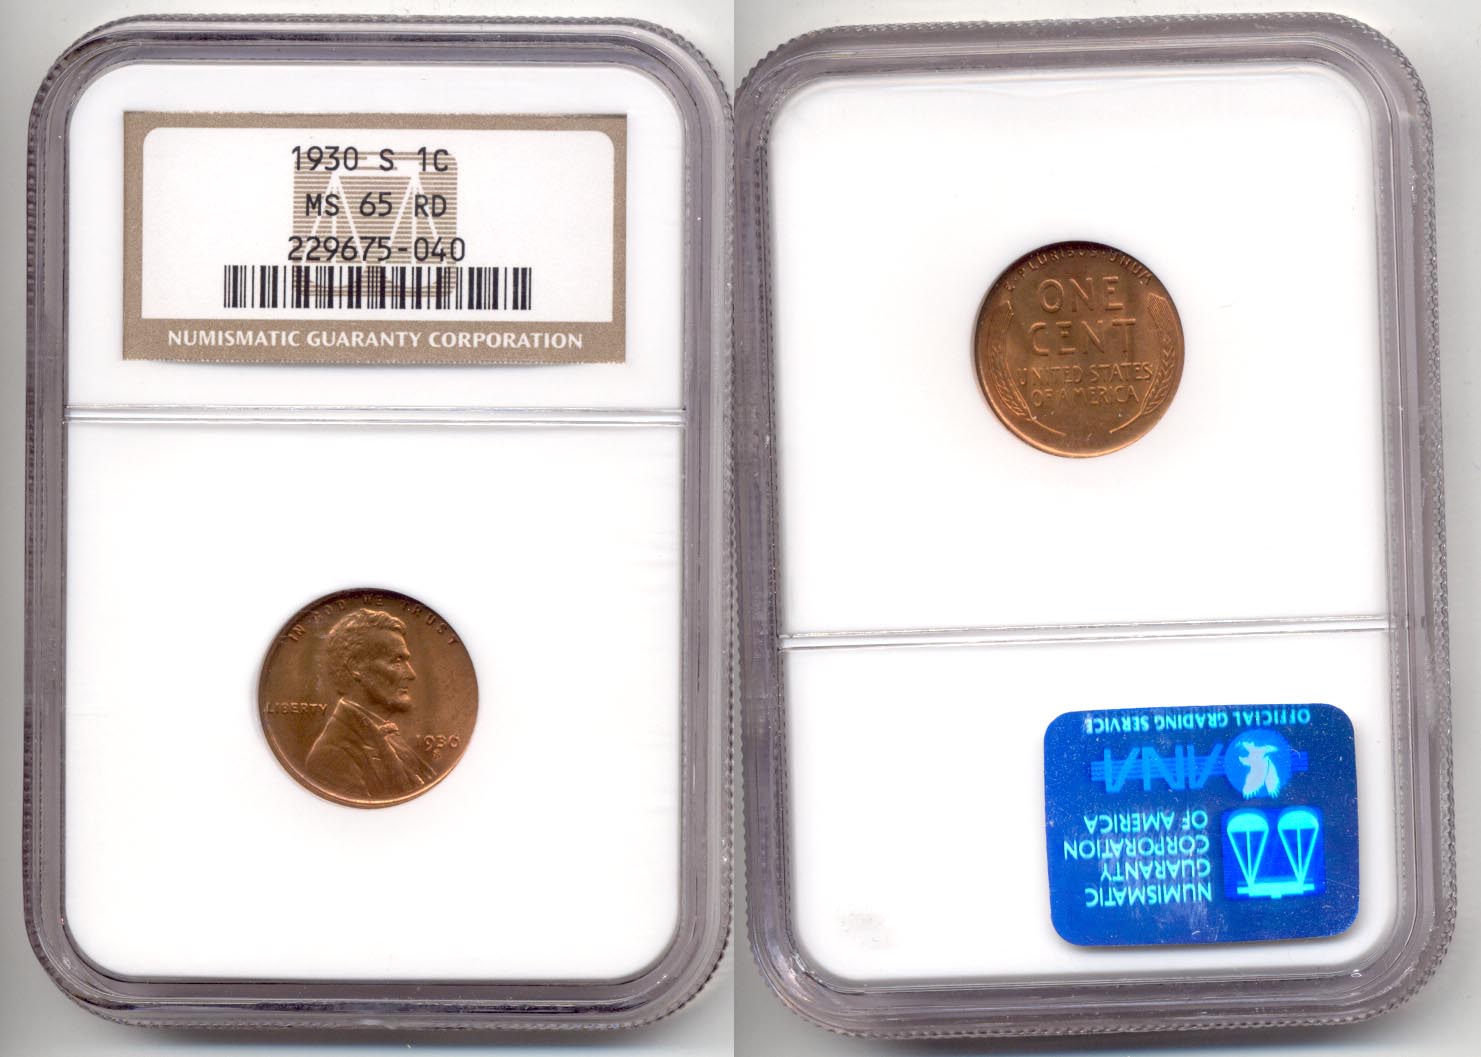 1930 S 1C
MS 65 RD
229675-040
NUMISMATIC GUARANTY CORPORATION
IN GOD WE TRUST
LIBERTY
1930
S
E·PLURIBUS·UNUM
ONE
CENT
UNITED STATES
OF AMERICA
NUMISMATIC
GUARANTY
CORPORATION
OF AMERICA
ANA
OFFICIAL GRADING SERVICE